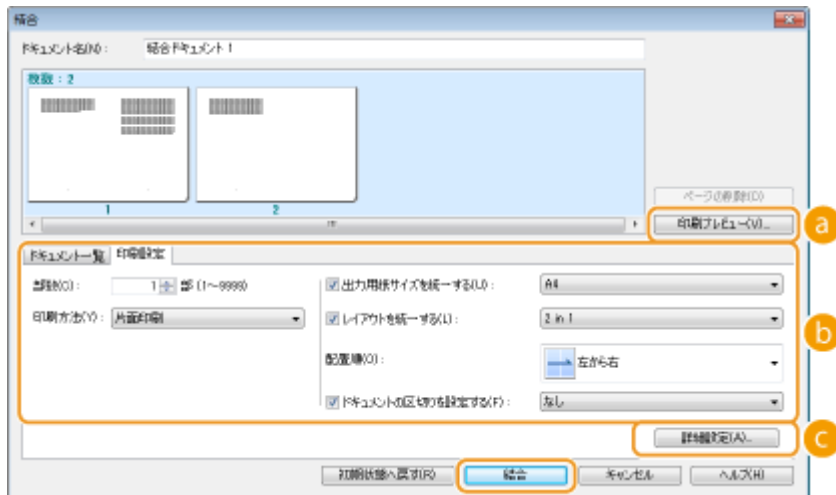 結合
ドキュメント名(N)： 結合ドキュメント 1
枚数：2
1 2
ページの削除(D)
印刷プレビュー(V)... a
ドキュメント一覧 印刷設定
部数(C)： 1 部 (1～9999) 出力用紙サイズを統一する(U)： A4
印刷方法(Y)： 片面印刷 レイアウトを統一する(L)： 2 in 1
b
配置順(O)： 左から右
ドキュメントの区切りを設定する(F)： なし
詳細設定(A)... c
初期状態へ戻す(R) 結合 キャンセル ヘルプ(H)